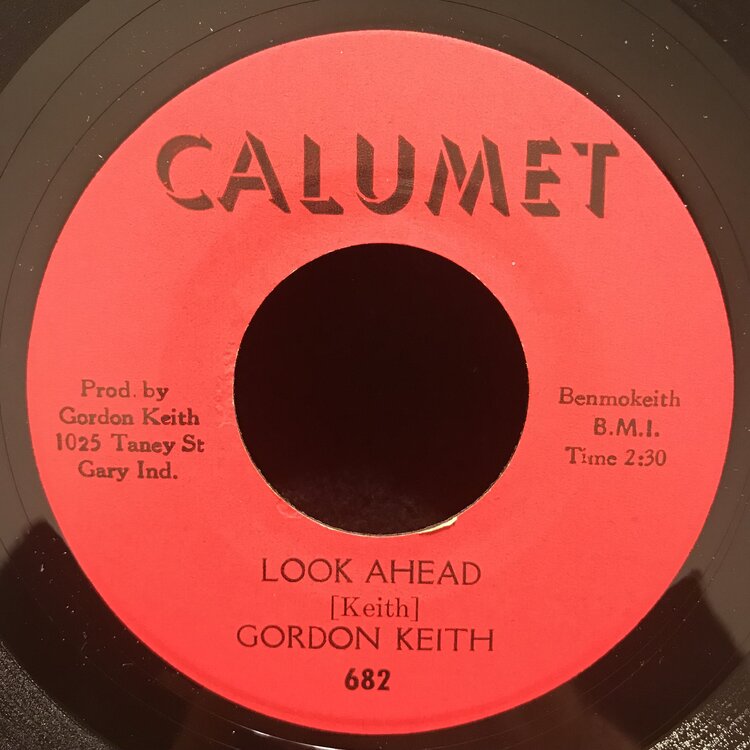 CALUMET
Prod. by
Gordon Keith
1025 Taney St
Gary Ind.
Benmokeith
B.M.I.
Time 2:30
LOOK AHEAD
[Keith]
GORDON KEITH
682